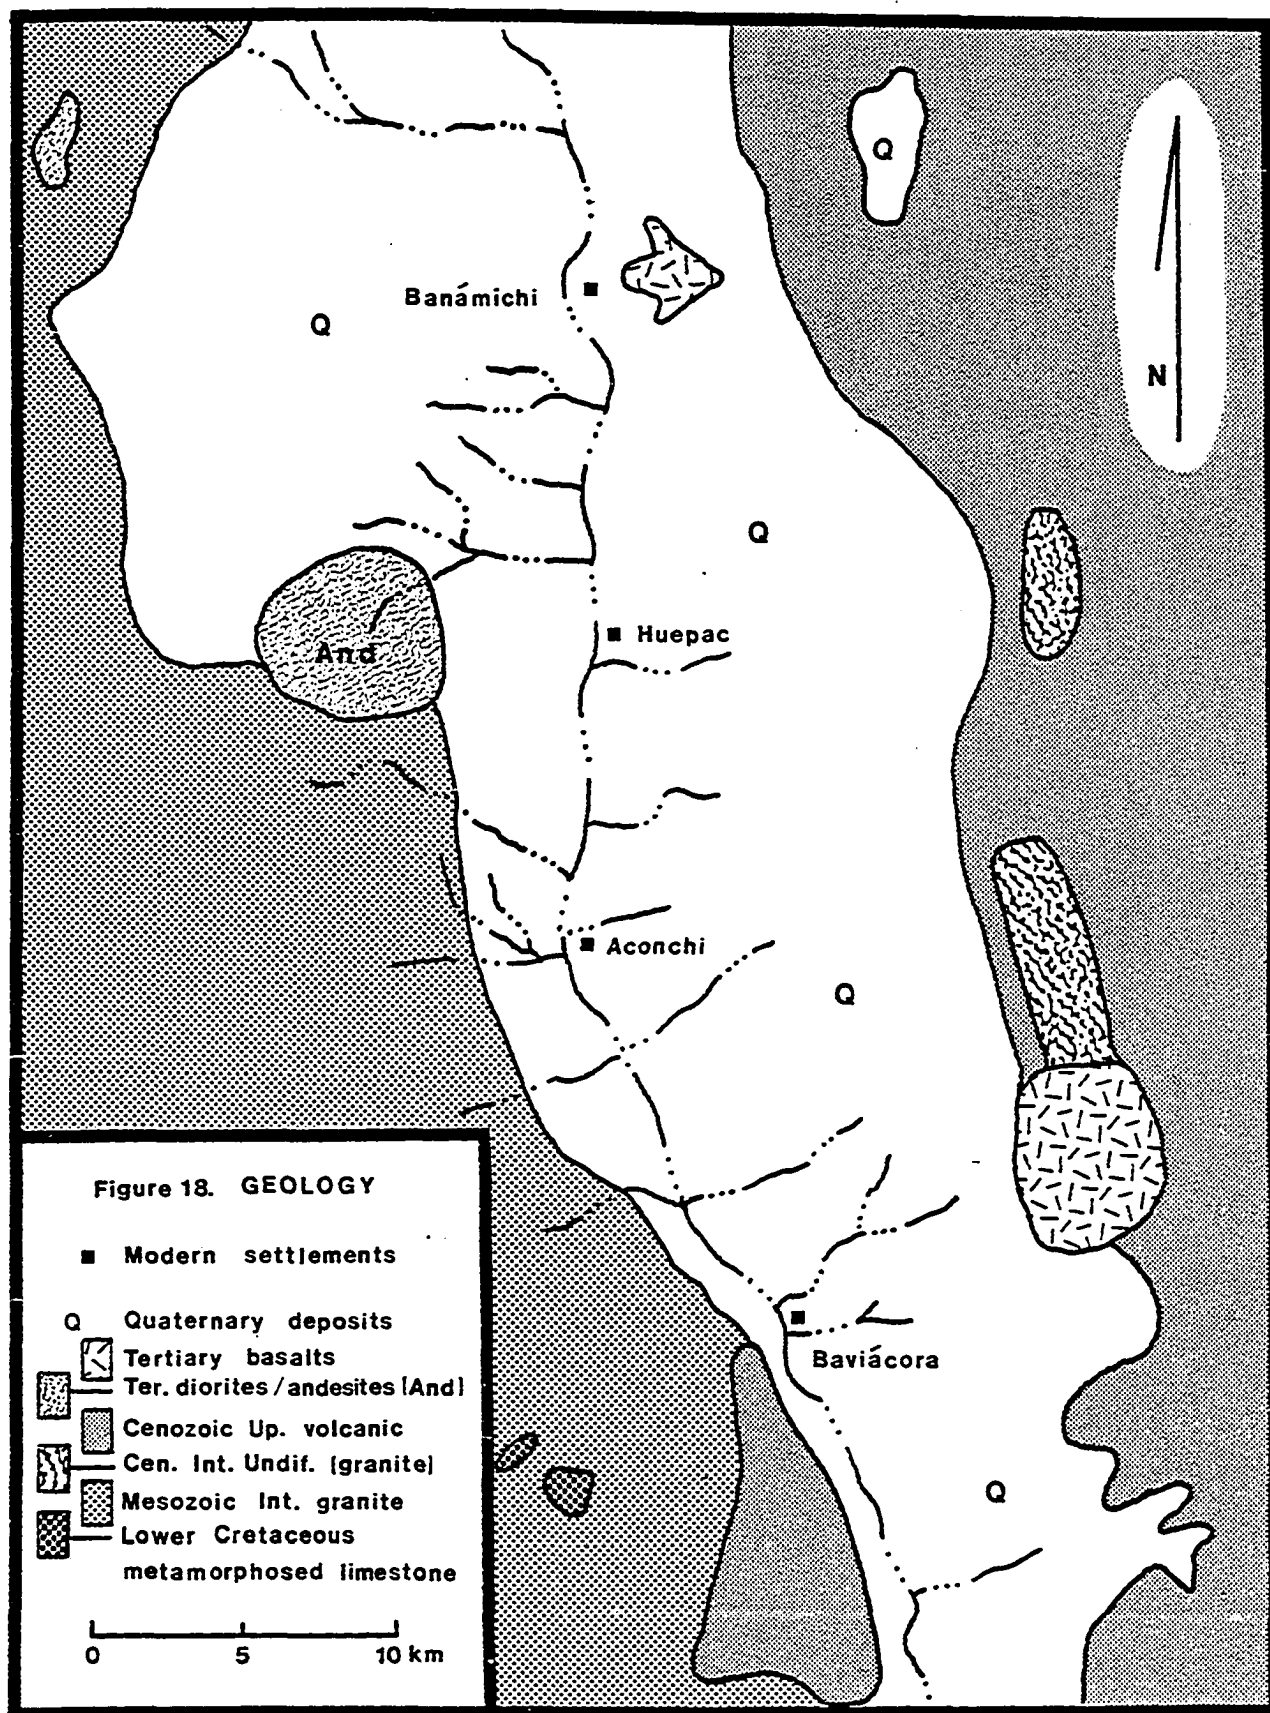 Q
N
Banámichi
Q
Q
Huepac
And
Aconchi
Q
Baviácora
Q
Figure 18. GEOLOGY
Modern settlements
Q Quaternary deposits
Tertiary basalts
Ter. diorites/andesites [And]
Cenozoic Up. volcanic
Cen. Int. Undif. [granite]
Mesozoic Int. granite
Lower Cretaceous
metamorphosed limestone
0 5 10 km